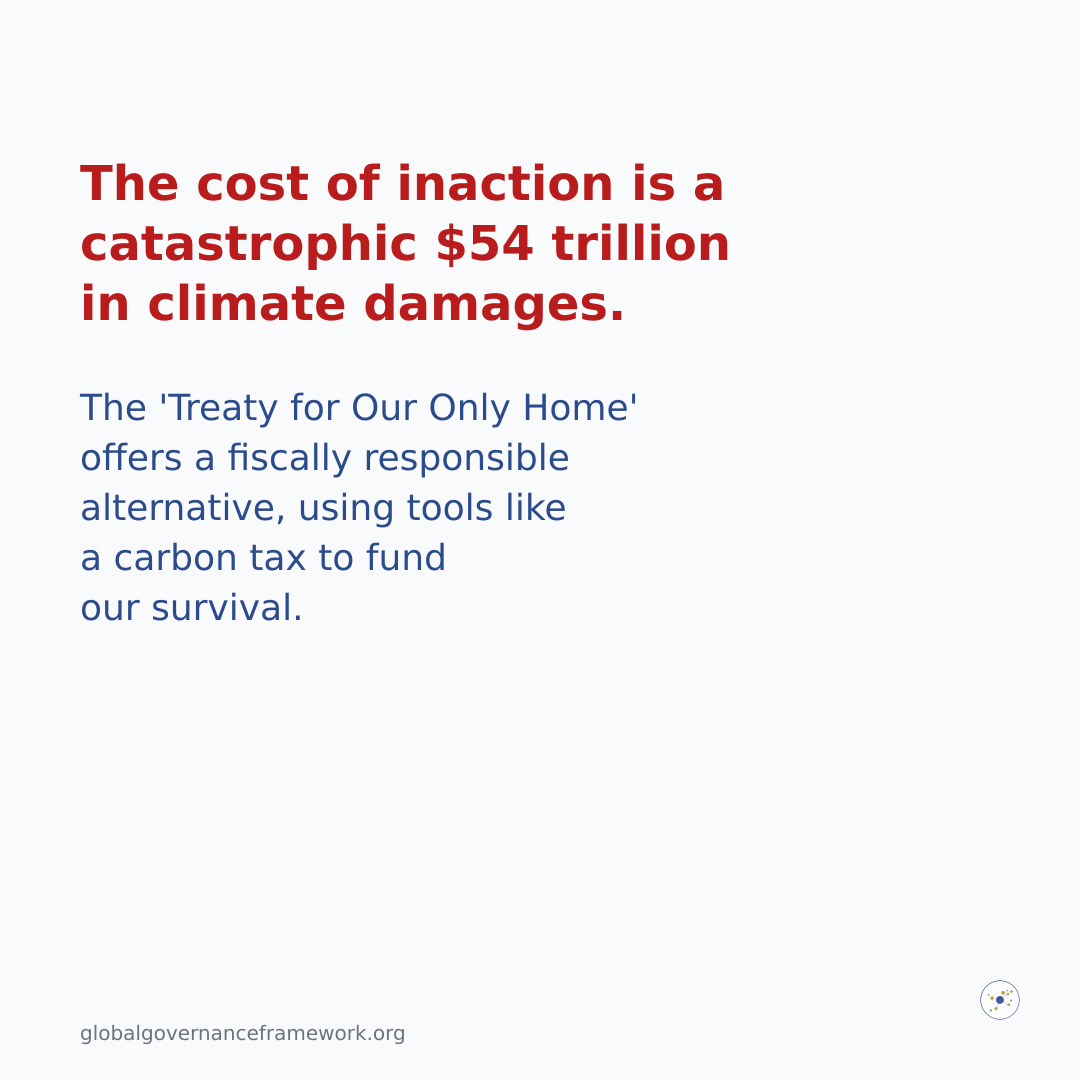 The cost of inaction is a
catastrophic $54 trillion
in climate damages.
The 'Treaty for Our Only Home'
offers a fiscally responsible
alternative, using tools like
a carbon tax to fund
our survival.
globalgovernanceframework.org